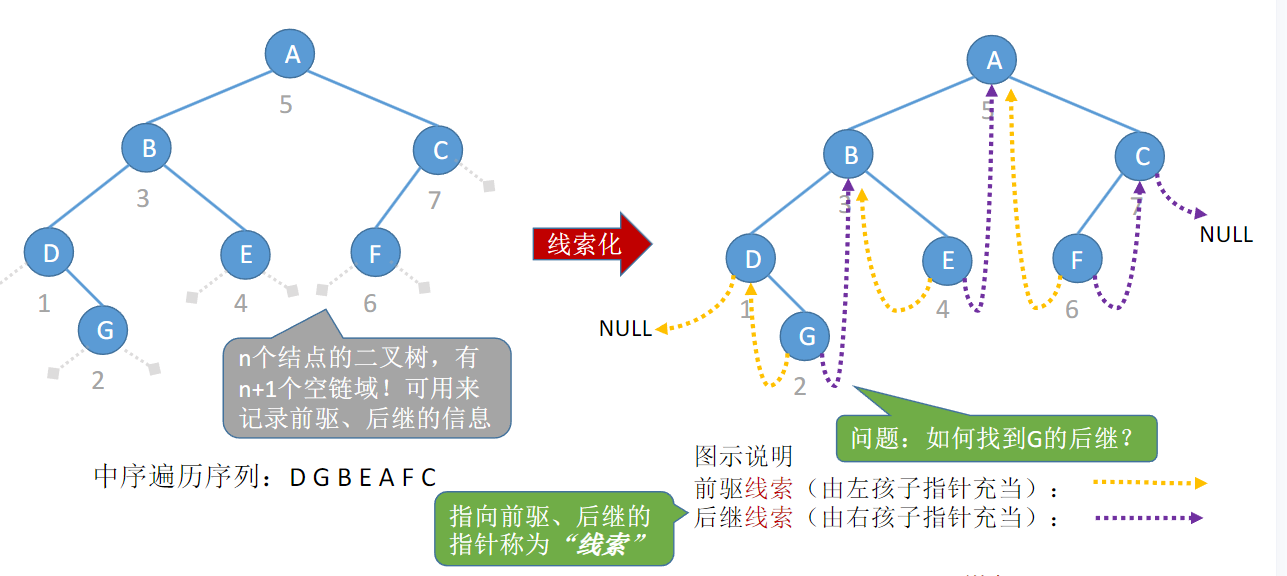 A
5
B
3
C
7
D
1
E
4
F
6
G
2
n个结点的二叉树，有
n+1个空链域！可用来
记录前驱、后继的信息
中序遍历序列：D G B E A F C
线索化
A
5
B
3
C
7
NULL
D
1
E
4
F
6
NULL
G
2
问题：如何找到G的后继？
图示说明
前驱线索（由左孩子指针充当）：
后继线索（由右孩子指针充当）：
指向前驱、后继的
指针称为“线索”